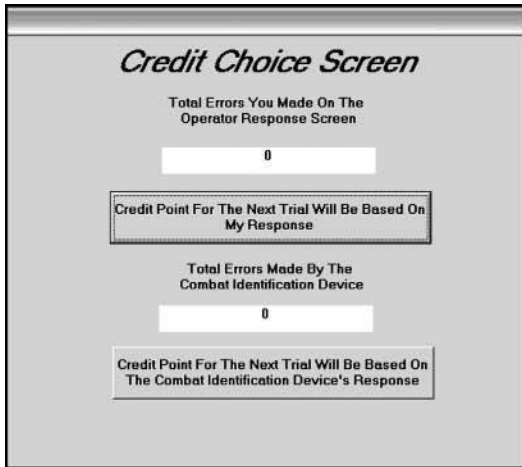 Credit Choice Screen
Total Errors You Made On The
Operator Response Screen
0
Credit Point For The Next Trial Will Be Based On
My Response
Total Errors Made By The
Combat Identification Device
0
Credit Point For The Next Trial Will Be Based On
The Combat Identification Device's Response